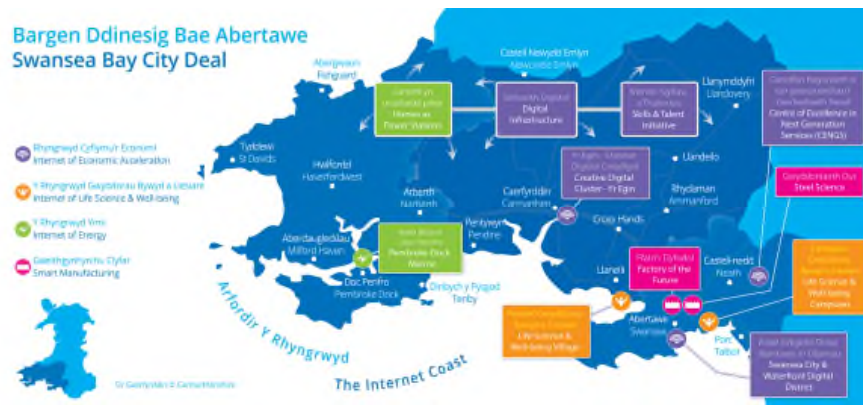 Bargen Ddinesig Bae Abertawe
Swansea Bay City Deal
Rhyngrwyd Cyflymu'r Economi
Internet of Economic Acceleration
Y Rhyngrwyd Gwyddorau Bywyd a Llesiant
Internet of Life Science & Well-being
Y Rhyngrwyd Ynni
Internet of Energy
Gweithgynhyrchu Clyfar
Smart Manufacturing
Abergwaun
Fishguard
Castell Newydd Emlyn
Newcastle Emlyn
Llanymddyfri
Llandovery
Homes as
Power Stations
Digital
Infrastructure
Skills & Talent
Initiative
Centre of Excellence in
Next Generation
Services (CENGS)
Tyddewi
St Davids
Hwlffordd
Haverfordwest
Arberth
Narberth
Caerfyrddin
Carmarthen
Creative Digital
Cluster - Yr Egin
Llandeilo
Rhydaman
Ammanford
Steel Science
Cross Hands
Aberdaugleddau
Milford Haven
Pembroke Dock
Marine
Pentywyn
Pendine
Doc Penfro
Pembroke Dock
Dinbych y Pysgod
Tenby
Llanelli
Factory of the
Future
Castell-nedd
Neath
Life Science &
Well-being
Campuses
Life Science &
Well-being Village
Abertawe
Swansea
Port
Talbot
Swansea City &
Waterfront Digital
District
Arfordir Y Rhyngrwyd
The Internet Coast